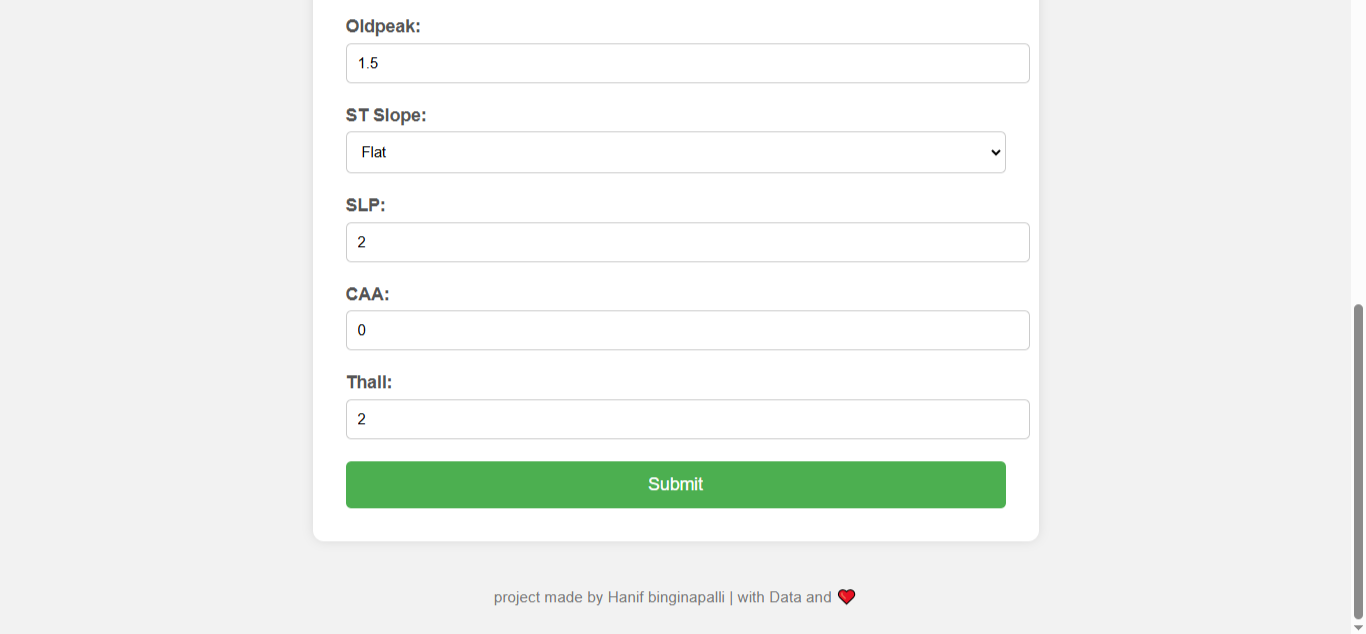 Oldpeak:
1.5
ST Slope:
Flat
SLP:
2
CAA:
0
Thall:
2
Submit
project made by Hanif binginapalli | with Data and ❤️